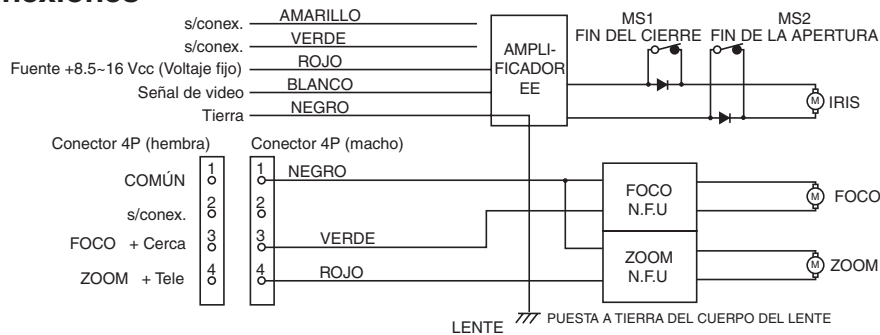 s/conex. AMARILLO
s/conex. VERDE
Fuente +8.5~16 Vcc (Voltaje fijo) ROJO
Señal de video BLANCO
Tierra NEGRO
AMPLI-
FICADOR
EE
MS1
FIN DEL CIERRE
MS2
FIN DE LA APERTURA
M IRIS
Conector 4P (hembra)
Conector 4P (macho)
COMÚN 1
s/conex. 2
FOCO + Cerca 3
ZOOM + Tele 4
1 NEGRO
2
3 VERDE
4 ROJO
FOCO
N.F.U
M FOCO
ZOOM
N.F.U
M ZOOM
LENTE PUESTA A TIERRA DEL CUERPO DEL LENTE